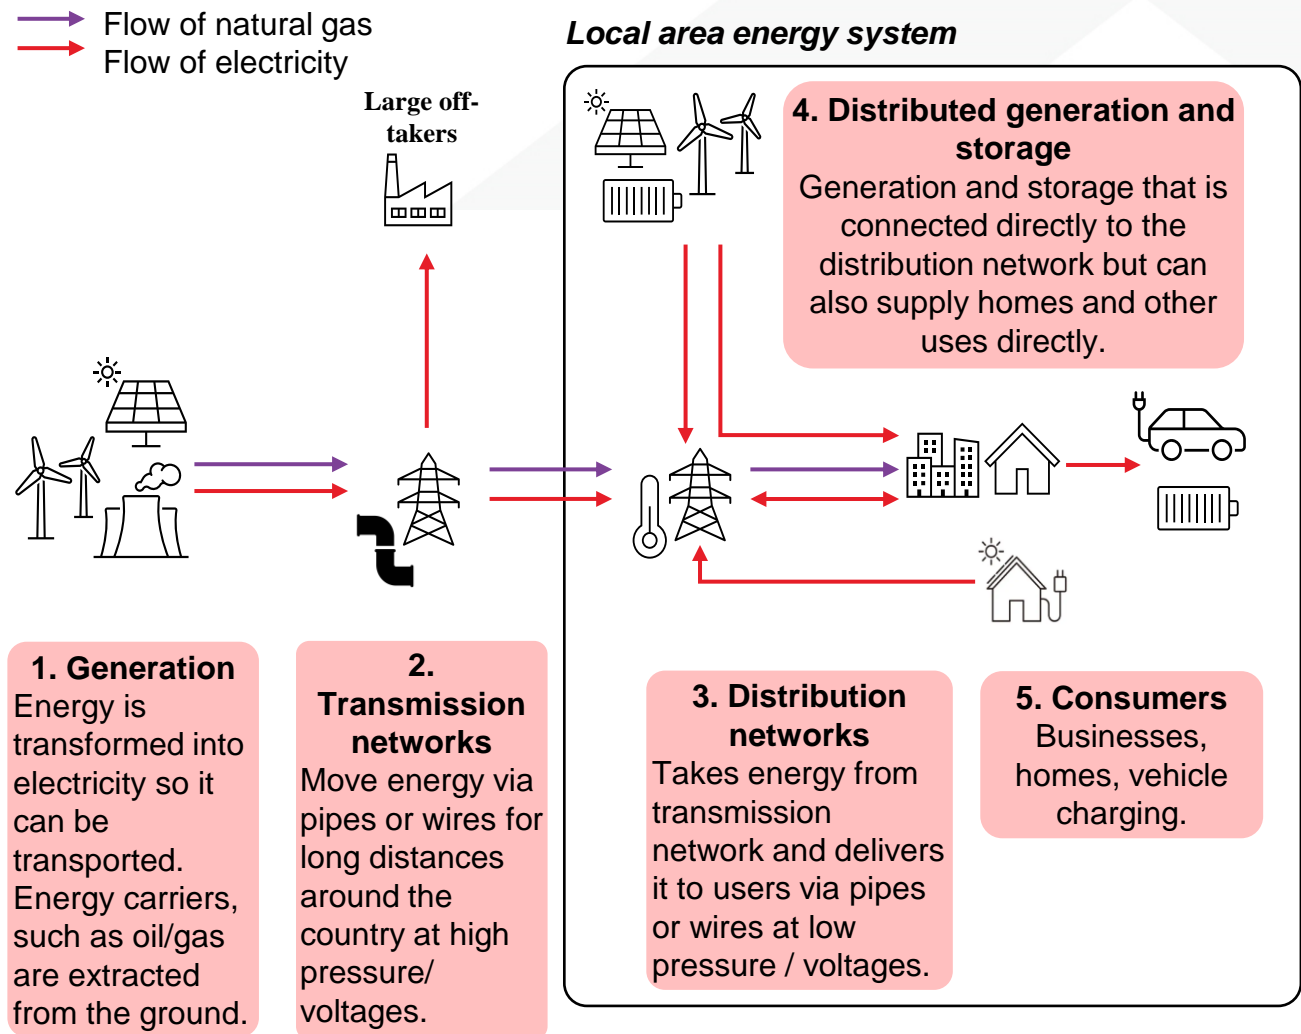 Flow of natural gas
Flow of electricity
Local area energy system
Large off-
takers
4. Distributed generation and
storage
Generation and storage that is
connected directly to the
distribution network but can
also supply homes and other
uses directly.
1. Generation
Energy is
transformed into
electricity so it
can be
transported.
Energy carriers,
such as oil/gas
are extracted
from the ground.
2.
Transmission
networks
Move energy via
pipes or wires for
long distances
around the
country at high
pressure/
voltages.
3. Distribution
networks
Takes energy from
transmission
network and delivers
it to users via pipes
or wires at low
pressure / voltages.
5. Consumers
Businesses,
homes, vehicle
charging.